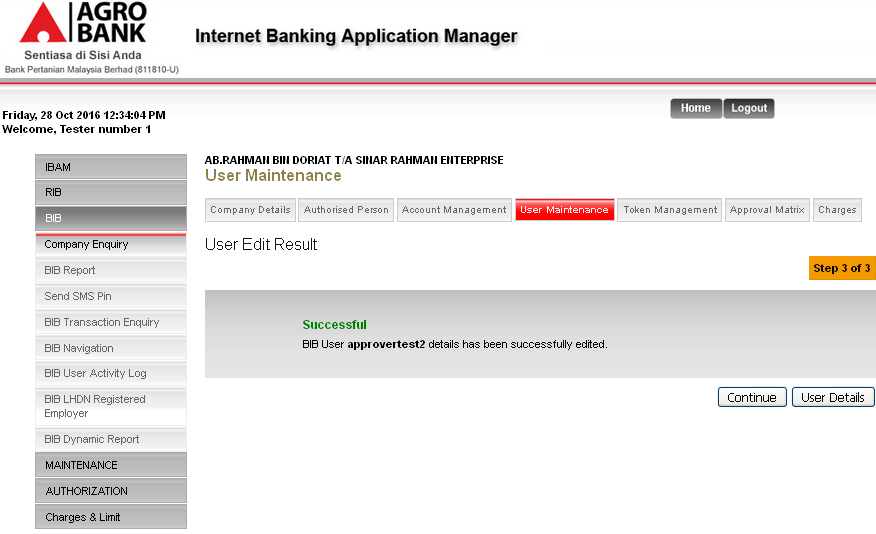 AGRO
BANK
Sentiasa di Sisi Anda
Bank Pertanian Malaysia Berhad (811810-U)
Internet Banking Application Manager
Home
Logout
Friday, 28 Oct 2016 12:34:04 PM
Welcome, Tester number 1
IBAM
RIB
BIB
Company Enquiry
BIB Report
Send SMS Pin
BIB Transaction Enquiry
BIB Navigation
BIB User Activity Log
BIB LHDN Registered
Employer
BIB Dynamic Report
MAINTENANCE
AUTHORIZATION
Charges & Limit
AB.RAHMAN BIN DORIAT T/A SINAR RAHMAN ENTERPRISE
User Maintenance
Company Details
Authorised Person
Account Management
User Maintenance
Token Management
Approval Matrix
Charges
User Edit Result
Step 3 of 3
Successful
BIB User approvertest2 details has been successfully edited.
Continue
User Details